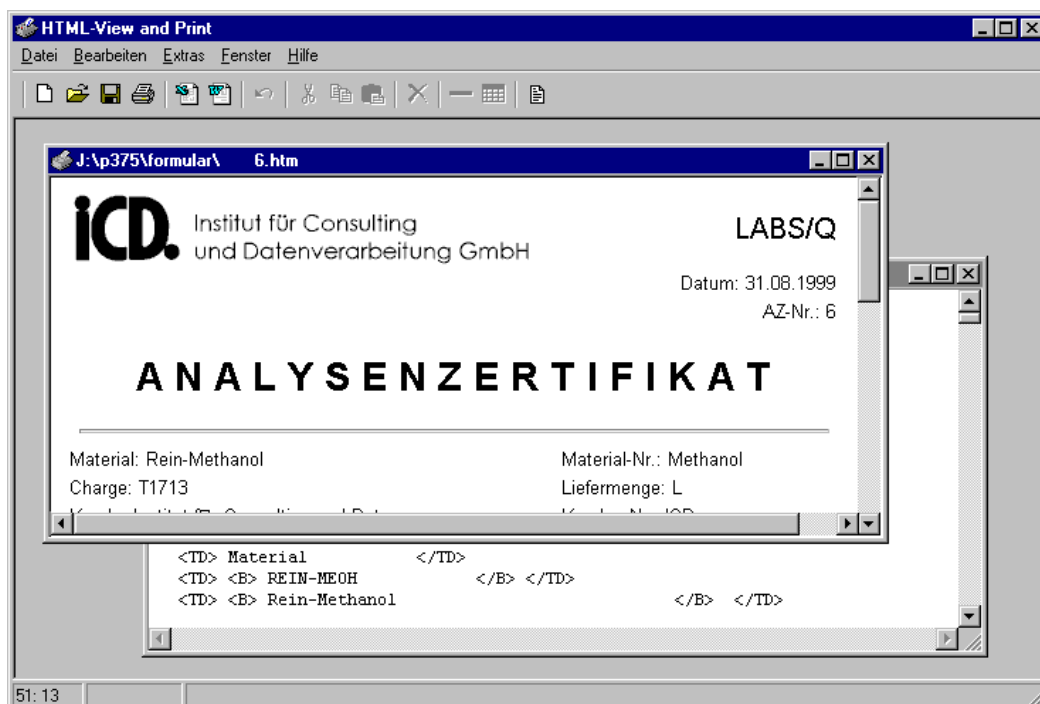 HTML-View and Print
Datei Bearbeiten Extras Fenster Hilfe
J:\p375\formular\ 6.htm
iCD. Institut für Consulting
und Datenverarbeitung GmbH
LABS/Q
Datum: 31.08.1999
AZ-Nr.: 6
ANALYSENZERTIFIKAT
Material: Rein-Methanol Material-Nr.: Methanol
Charge: T1713 Liefermenge: L
<TD> Material </TD>
<TD> <B> REIN-MEOH </B> </TD>
<TD> <B> Rein-Methanol </B> </TD>
51: 13